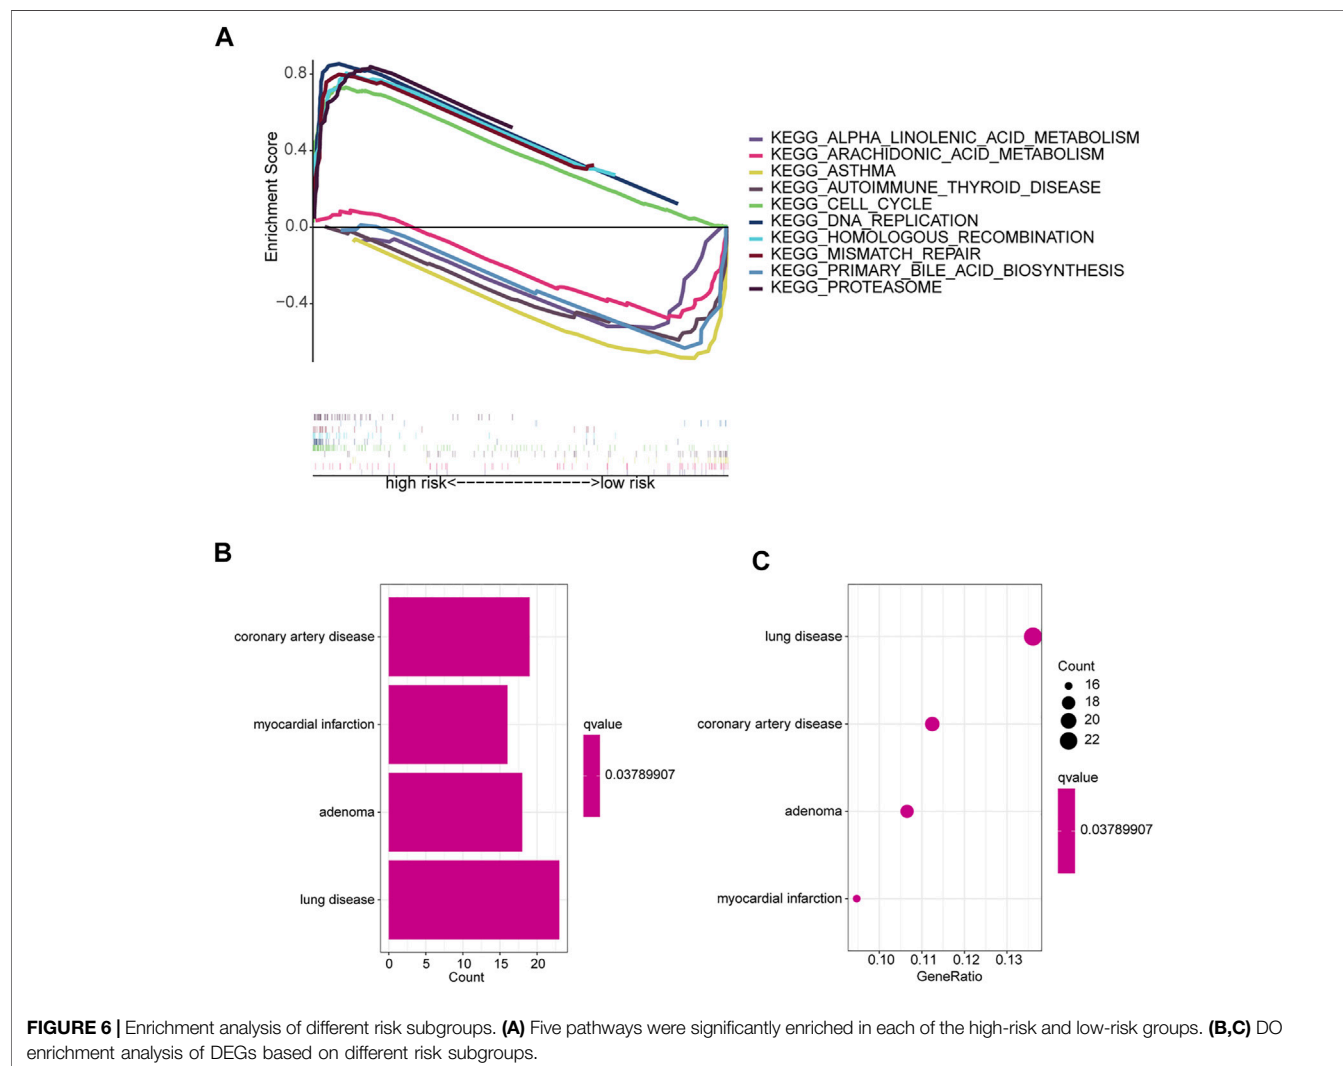 A
0.8
0.4
0.0
−0.4
Enrichment Score
KEGG_ALPHA_LINOLENIC_ACID_METABOLISM
KEGG_ARACHIDONIC_ACID_METABOLISM
KEGG_ASTHMA
KEGG_AUTOIMMUNE_THYROID_DISEASE
KEGG_CELL_CYCLE
KEGG_DNA_REPLICATION
KEGG_HOMOLOGOUS_RECOMBINATION
KEGG_MISMATCH_REPAIR
KEGG_PRIMARY_BILE_ACID_BIOSYNTHESIS
KEGG_PROTEASOME
high risk<-------------->low risk
B
coronary artery disease
myocardial infarction
adenoma
lung disease
0 5 10 15 20
Count
qvalue
0.03789907
C
lung disease
coronary artery disease
adenoma
myocardial infarction
0.10 0.11 0.12 0.13
GeneRatio
Count
16
18
20
22
qvalue
0.03789907
FIGURE 6 | Enrichment analysis of different risk subgroups. (A) Five pathways were significantly enriched in each of the high-risk and low-risk groups. (B,C) DO
enrichment analysis of DEGs based on different risk subgroups.